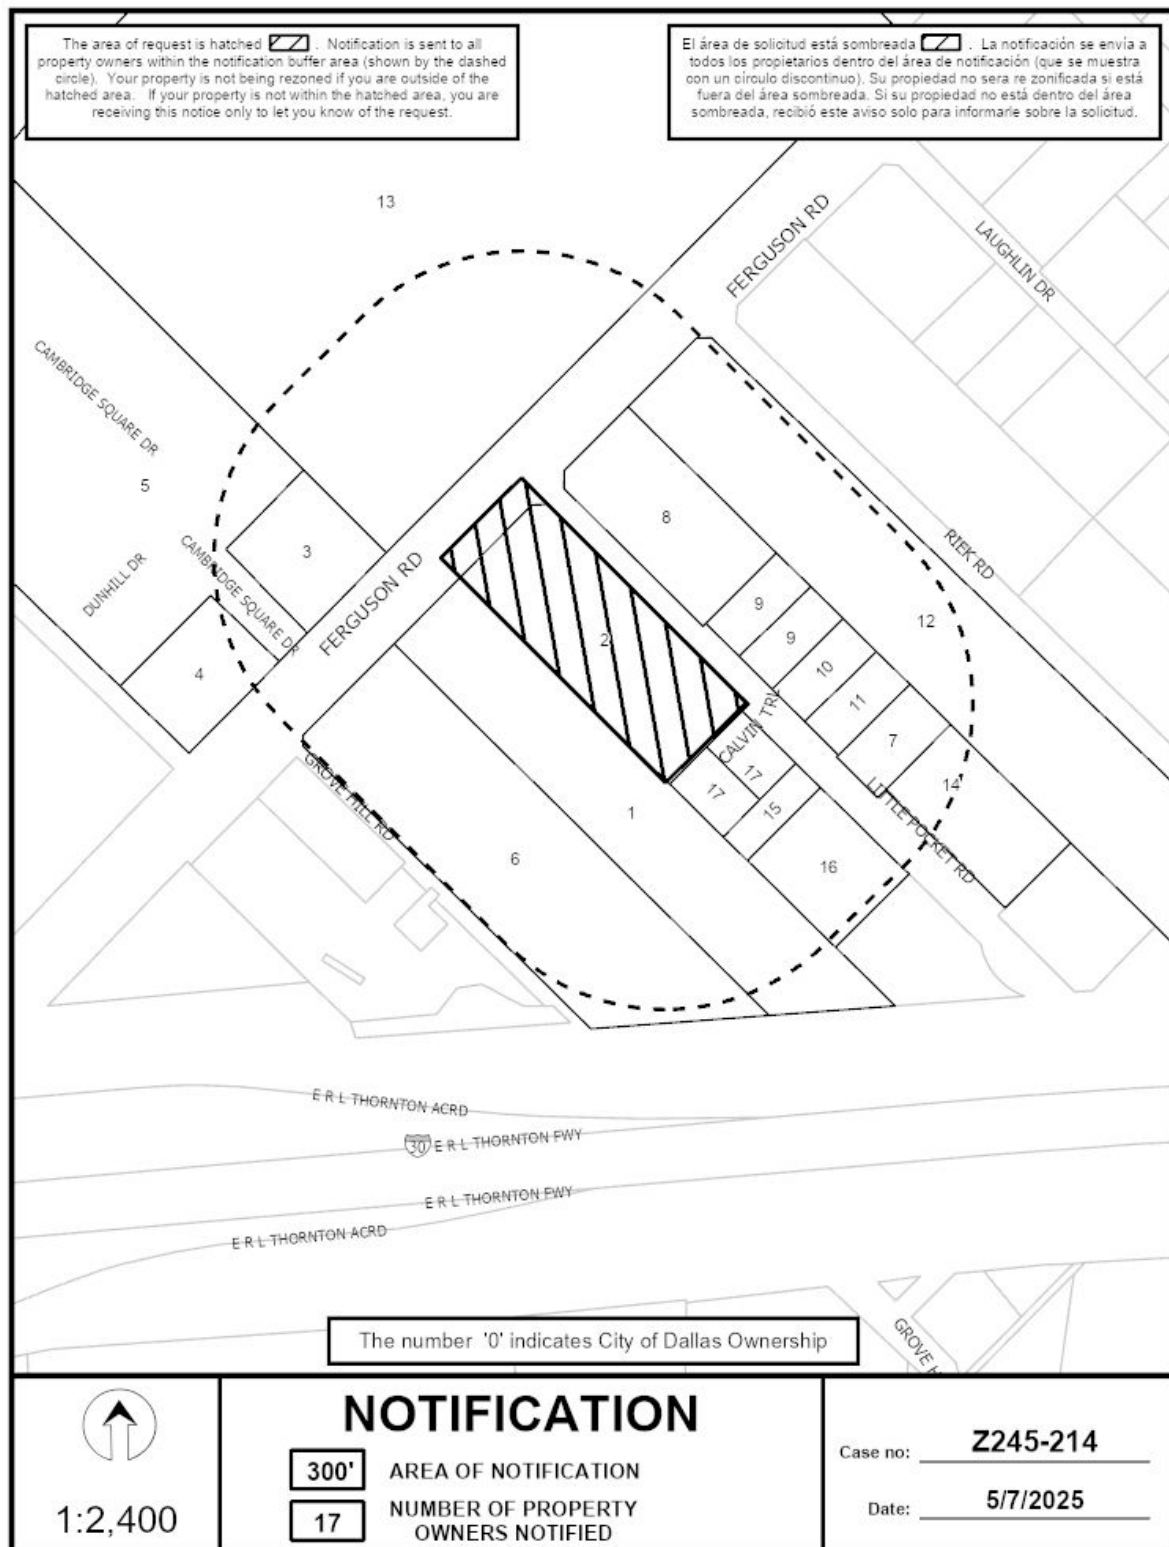 The area of request is hatched . Notification is sent to all
property owners within the notification buffer area (shown by the dashed
circle). Your property is not being rezoned if you are outside of the
hatched area. If your property is not within the hatched area, you are
receiving this notice only to let you know of the request.
El área de solicitud está sombreada . La notificación se envía a
todos los propietarios dentro del área de notificación (que se muestra
con un círculo discontinuo). Su propiedad no sera re zonificada si está
fuera del área sombreada. Si su propiedad no está dentro del área
sombreada, recibió este aviso solo para informarle sobre la solicitud.
13
FERGUSON RD
LAUGHLIN DR
CAMBRIDGE SQUARE DR
5
8
3
RIEK RD
CAMBRIDGE SQUARE DR
DUNHILL DR
FERGUSON RD
9
12
2
9
4
10
11
CALVIN TRL
7
17
GROVE HILL RD
17
14
LITTLE POCKET RD
1
15
6
16
E R L THORNTON ACRD
30
E R L THORNTON FWY
E R L THORNTON FWY
E R L THORNTON ACRD
GROVE H
The number '0' indicates City of Dallas Ownership
1:2,400
NOTIFICATION
300' AREA OF NOTIFICATION
17 NUMBER OF PROPERTY
OWNERS NOTIFIED
Case no: Z245-214
Date: 5/7/2025